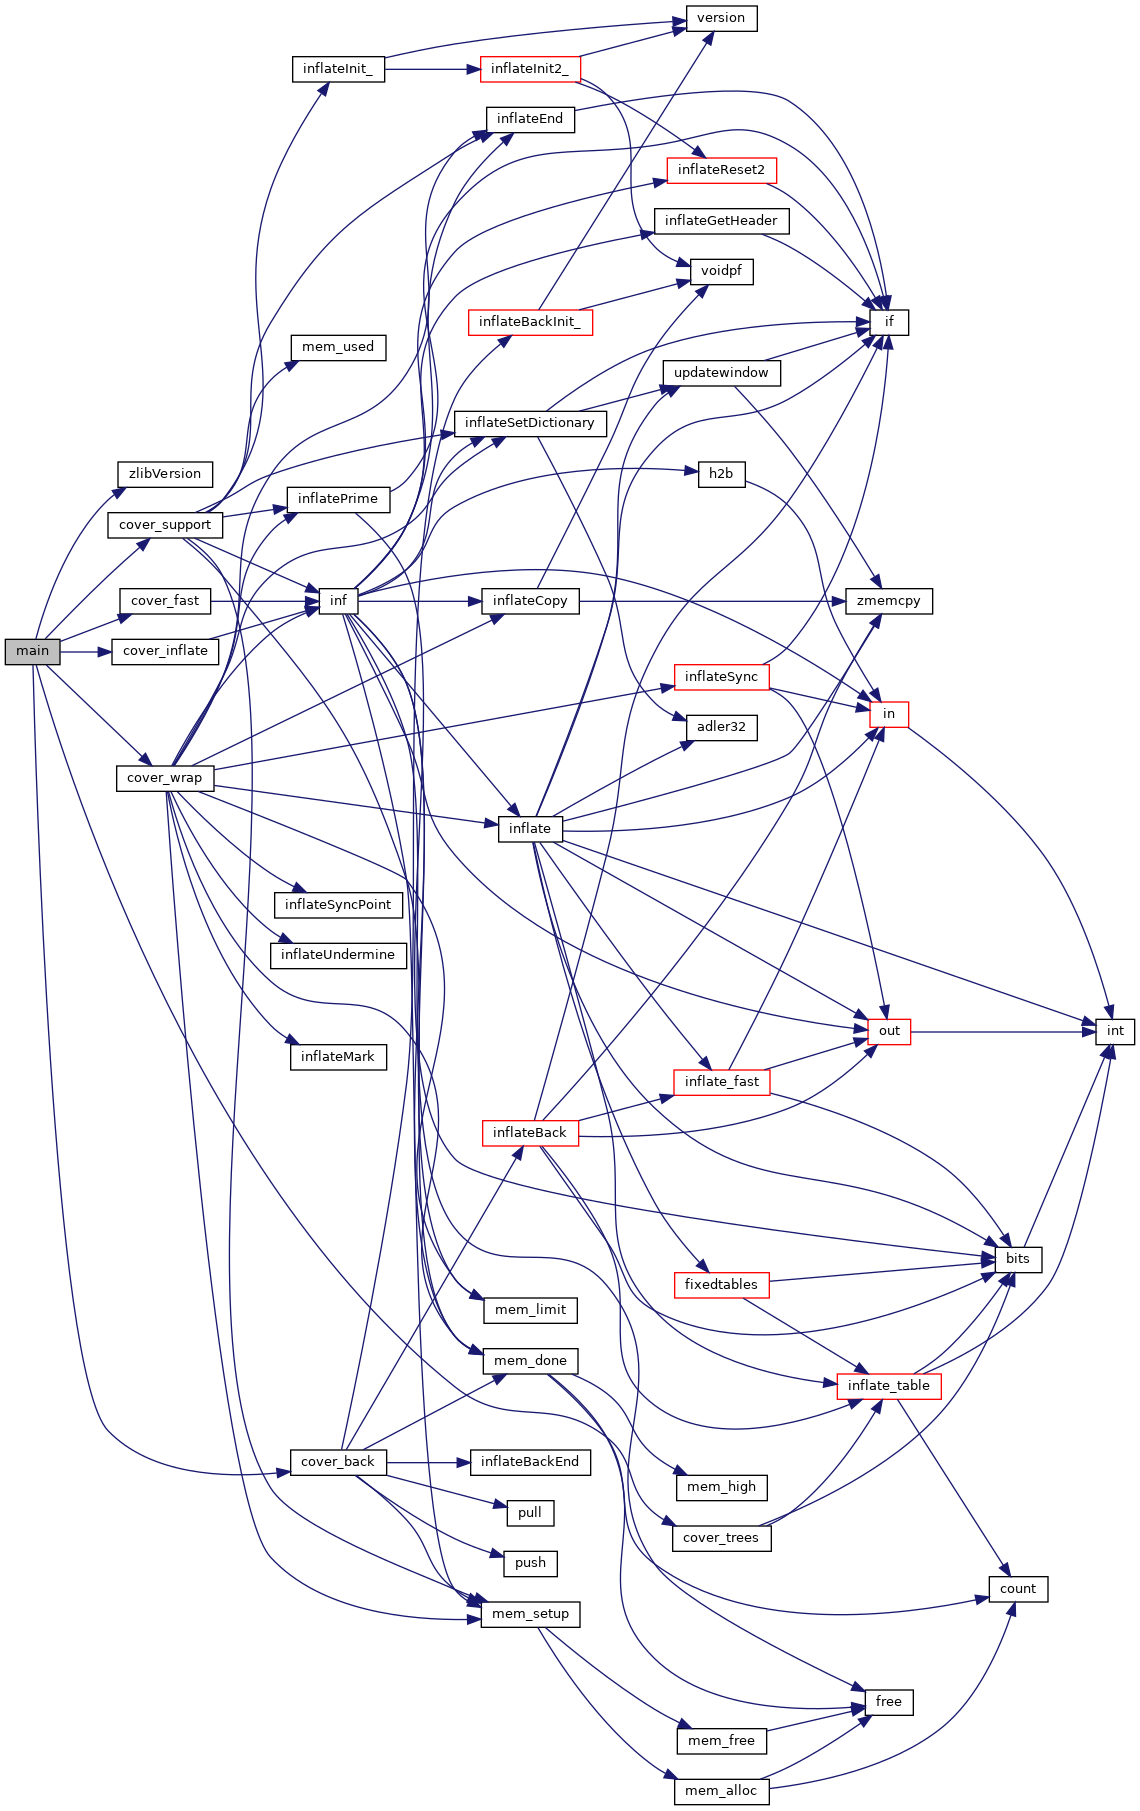 version
inflateInit_
inflateInit2_
inflateEnd
inflateReset2
inflateGetHeader
voidpf
inflateBackInit_
if
mem_used
updatewindow
inflateSetDictionary
zlibVersion
h2b
inflatePrime
cover_support
cover_fast
inf
inflateCopy
zmemcpy
main
cover_inflate
inflateSync
in
adler32
cover_wrap
inflate
inflateSyncPoint
inflateUndermine
out
int
inflateMark
inflate_fast
inflateBack
bits
fixedtables
mem_limit
mem_done
inflate_table
cover_back
inflateBackEnd
mem_high
pull
cover_trees
push
count
mem_setup
free
mem_free
mem_alloc